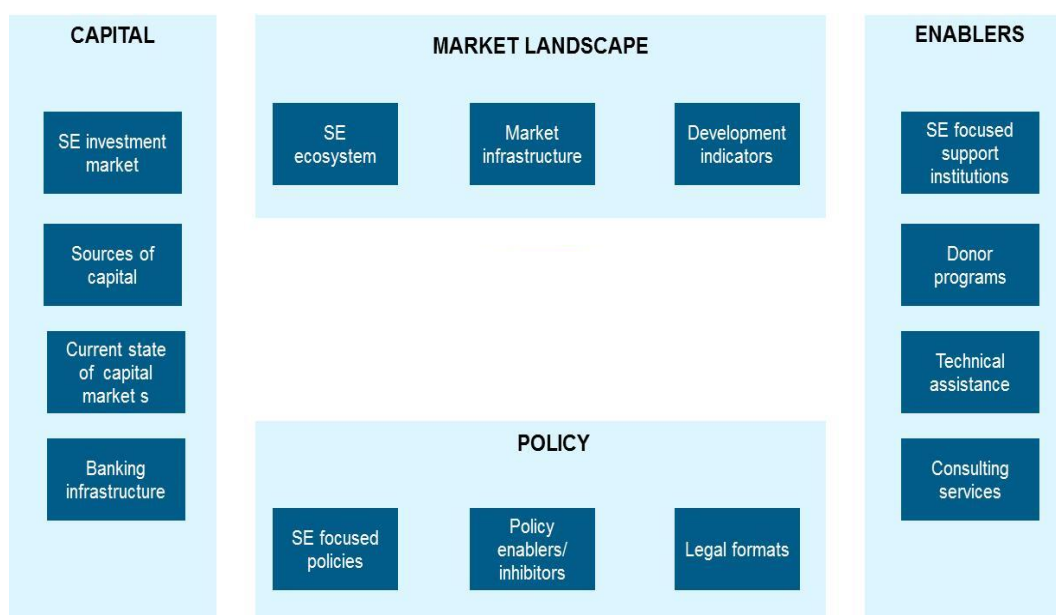 CAPITAL
SE investment
market
Sources of
capital
Current state
of capital
market s
Banking
infrastructure
MARKET LANDSCAPE
SE
ecosystem
Market
infrastructure
Development
indicators
POLICY
SE focused
policies
Policy
enablers/
inhibitors
Legal formats
ENABLERS
SE focused
support
institutions
Donor
programs
Technical
assistance
Consulting
services